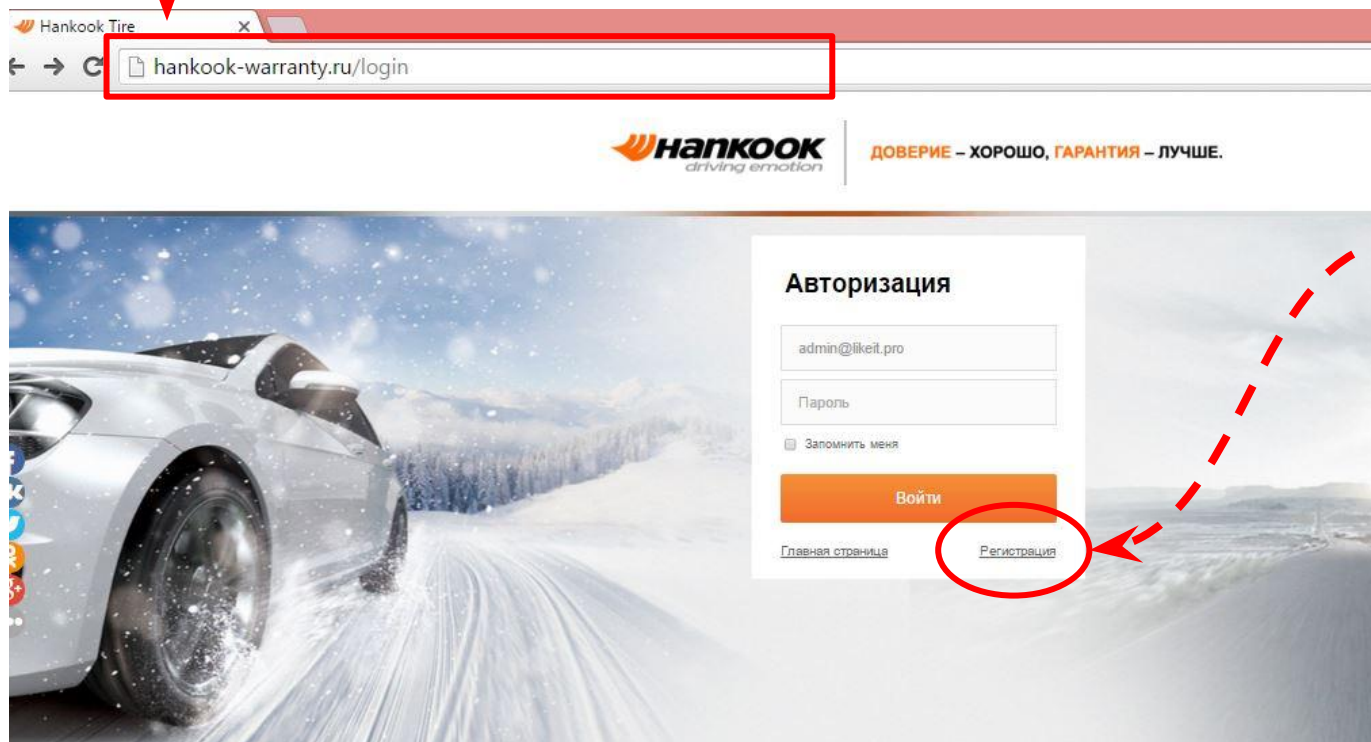 Hankook Tire
hankook-warranty.ru/login
Hankook
driving emotion
ДОВЕРИЕ – ХОРОШО, ГАРАНТИЯ – ЛУЧШЕ.
Авторизация
admin@likeit.pro
Пароль
Запомнить меня
Войти
Главная страница
Регистрация